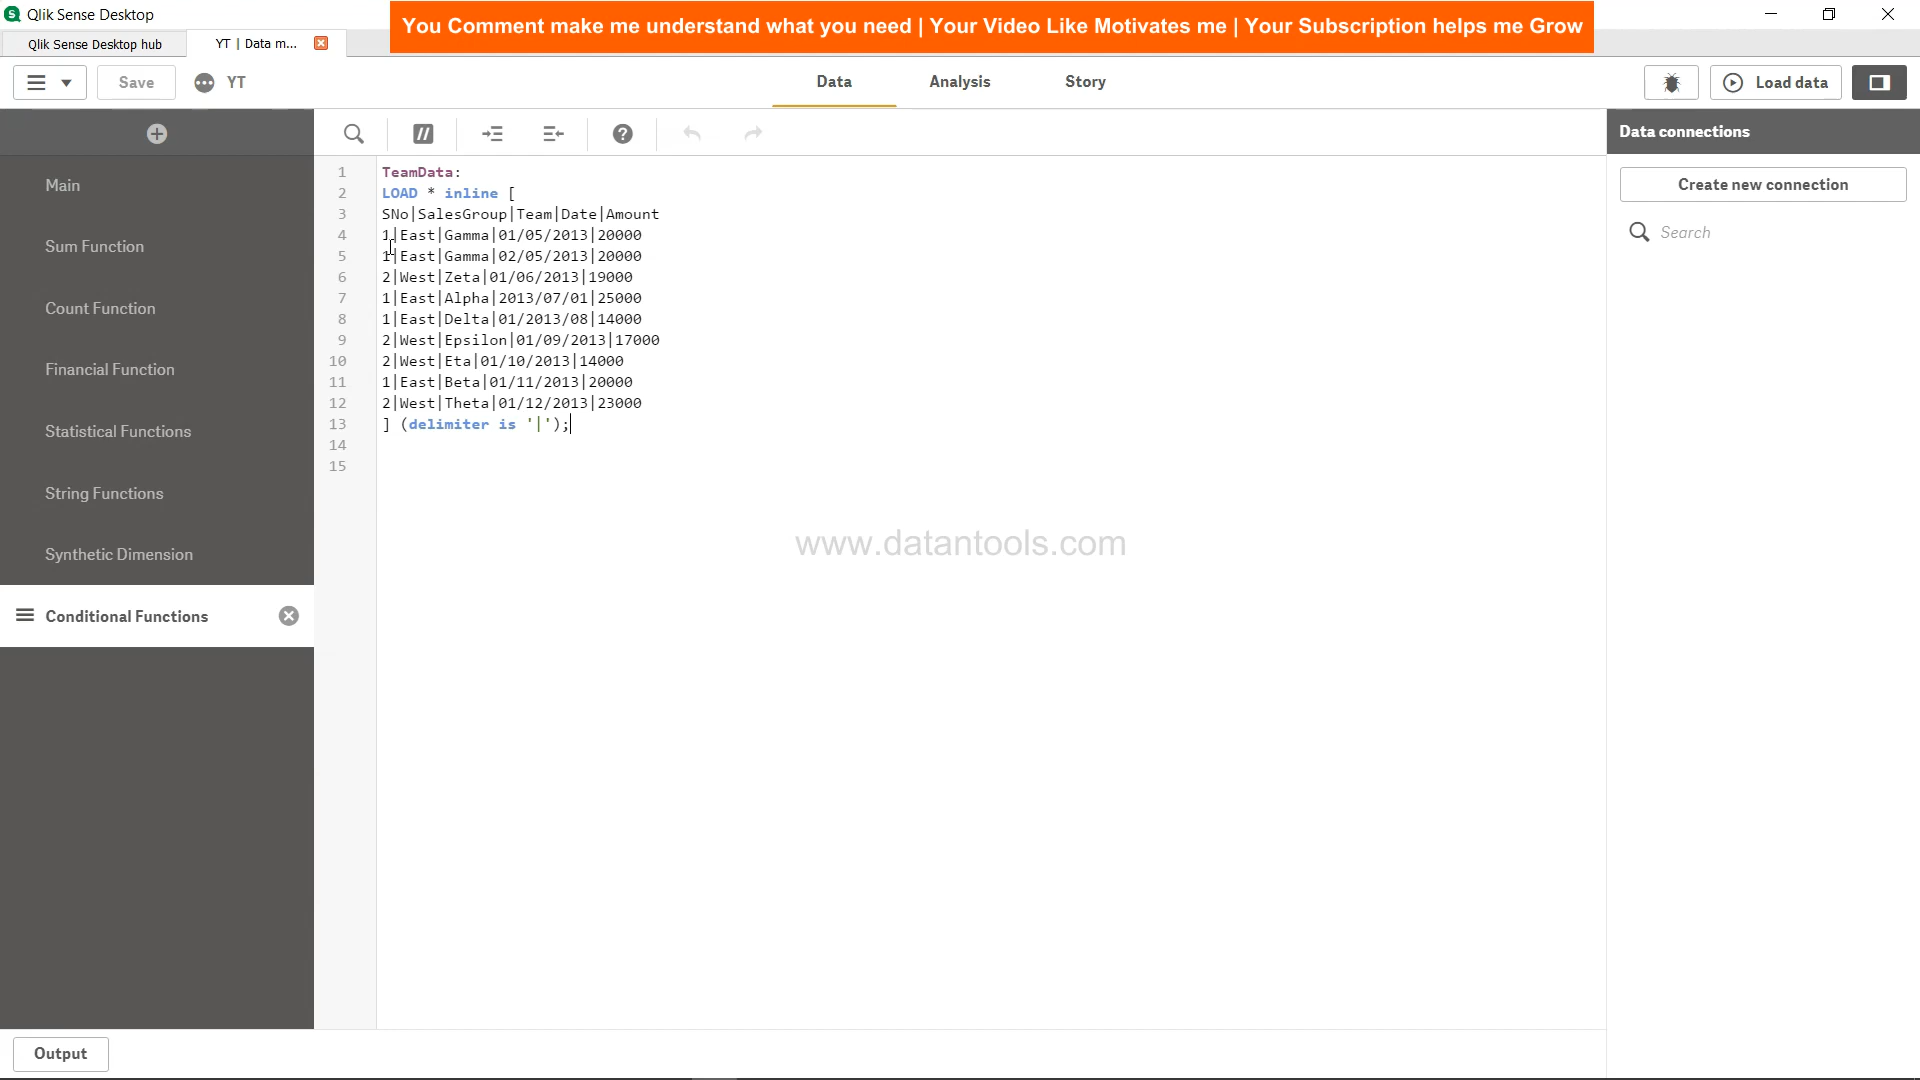 Qlik Sense Desktop
You Comment make me understand what you need | Your Video Like Motivates me | Your Subscription helps me Grow
Qlik Sense Desktop hub
YT | Data m...
Save
YT
Data
Analysis
Story
Load data
Main
Sum Function
Count Function
Financial Function
Statistical Functions
String Functions
Synthetic Dimension
Conditional Functions
1 TeamData:
2 LOAD * inline [
3 SNo|SalesGroup|Team|Date|Amount
4 1|East|Gamma|01/05/2013|20000
5 1|East|Gamma|02/05/2013|20000
6 2|West|Zeta|01/06/2013|19000
7 1|East|Alpha|2013/07/01|25000
8 1|East|Delta|01/2013/08|14000
9 2|West|Epsilon|01/09/2013|17000
10 2|West|Eta|01/10/2013|14000
11 1|East|Beta|01/11/2013|20000
12 2|West|Theta|01/12/2013|23000
13 ] (delimiter is '|');
14
15
www.datantools.com
Data connections
Create new connection
Search
Output